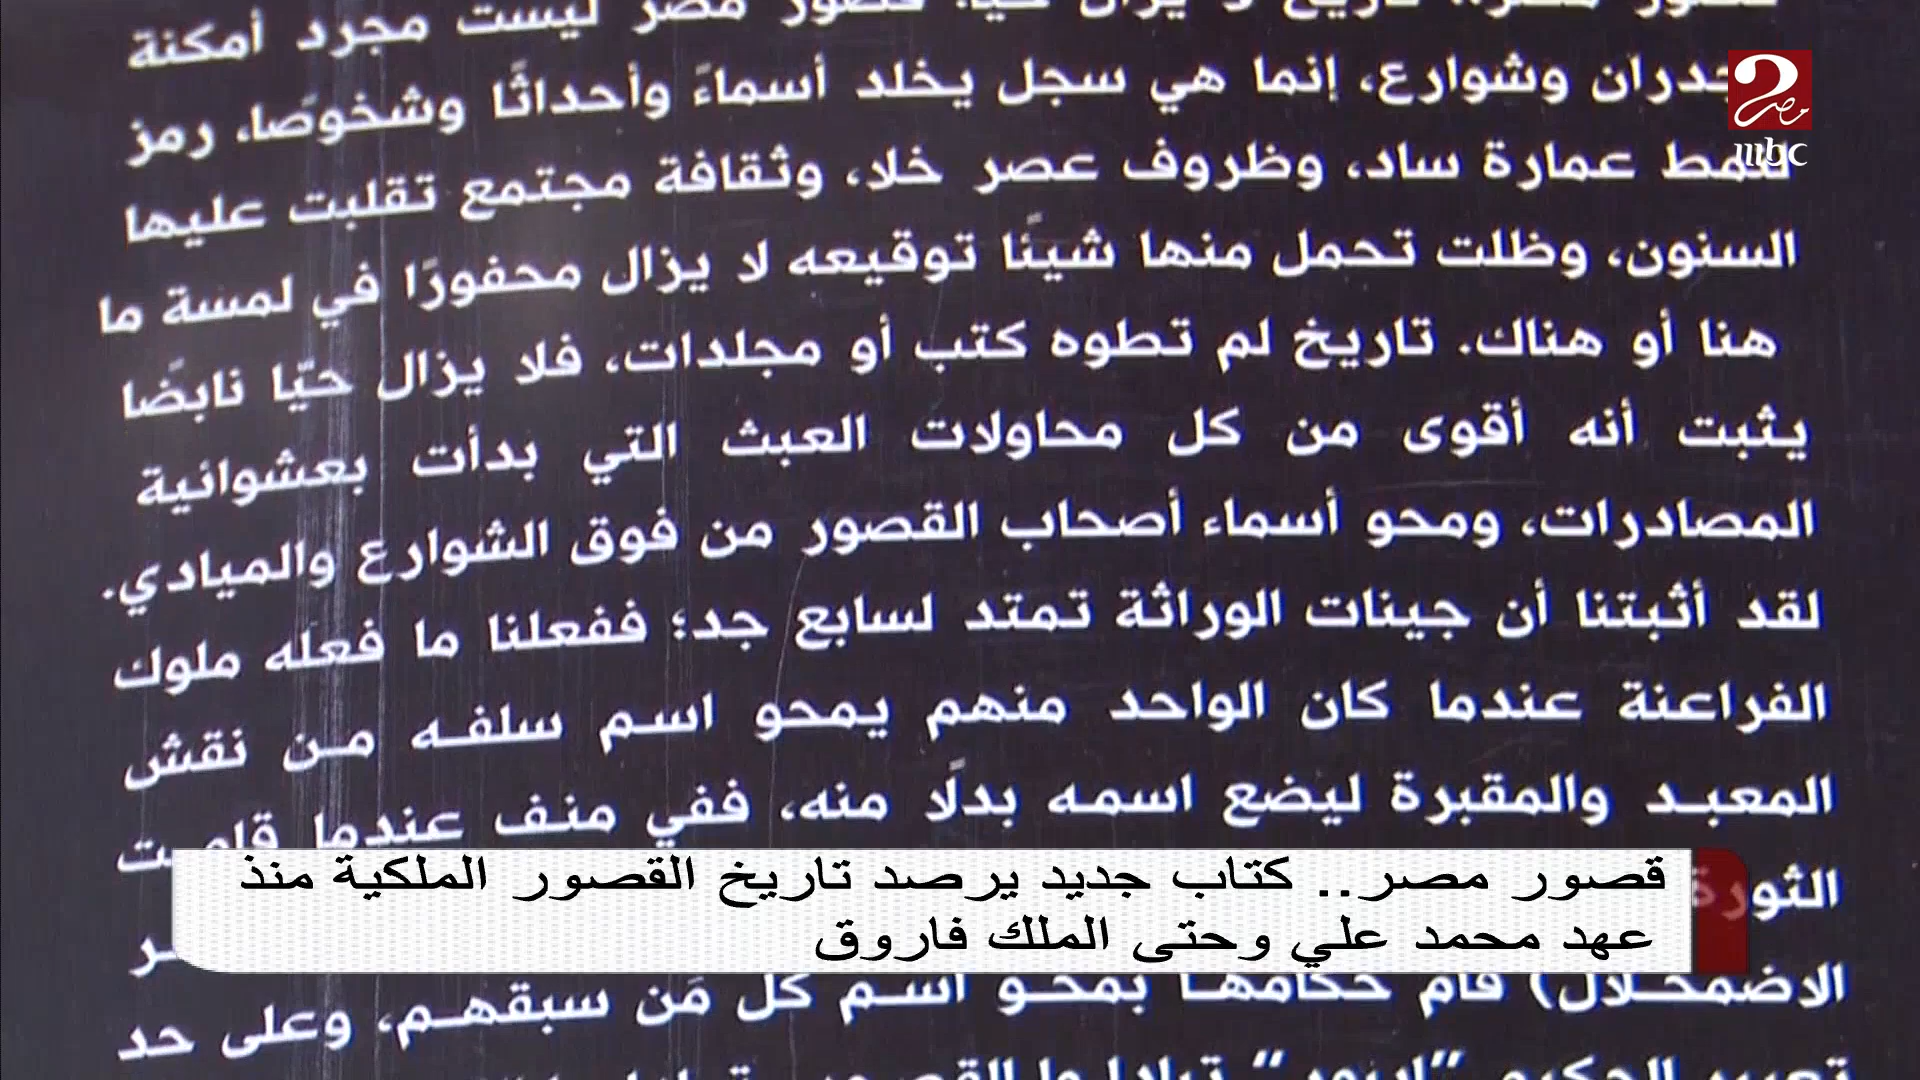 ليست مجرد أمكنة
وشوارع، إنما هي سجل يخلد أسماءً وأحداثًا وشخوصًا، رمز
عمارة ساد، وظروف عصر خلا، وثقافة مجتمع تقلبت عليها
السنون، وظلت تحمل منها شيئًا توقيعه لا يزال محفورًا في لمسة ما
هنا أو هناك. تاريخ لم تطوه كتب أو مجلدات، فلا يزال حيًّا نابضًا
يثبت أنه أقوى من كل محاولات العبث التي بدأت بعشوائية
المصادرات، ومحو أسماء أصحاب القصور من فوق الشوارع والميادي.
لقد أثبتنا أن جينات الوراثة تمتد لسابع جد؛ ففعلنا ما فعله ملوك
الفراعنة عندما كان الواحد منهم يمحو اسم سلفه من نقش
المعبد والمقبرة ليضع اسمه بدلًا منه، ففي منف عندما قامت
الثورة
الاضمحلال) قام حكامها بمحو اسم كل مَن سبقهم، وعلى حد
مصر
mbc
قصور مصر.. كتاب جديد يرصد تاريخ القصور الملكية منذ
عهد محمد علي وحتى الملك فاروق